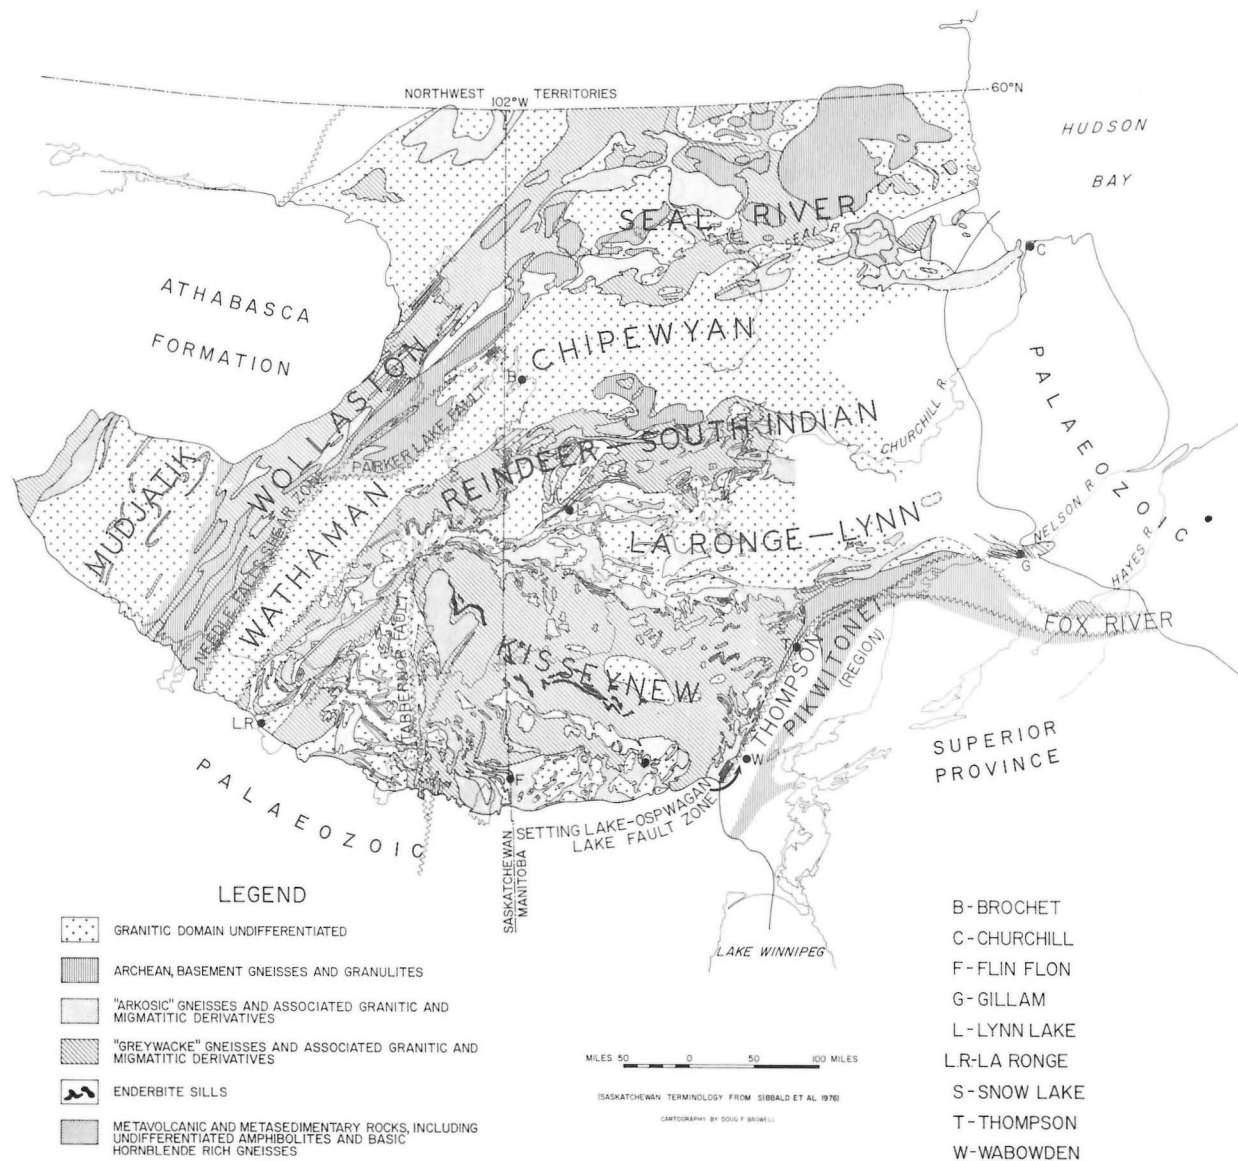 NORTHWEST TERRITORIES
102°W
60°N
HUDSON
BAY
SEAL RIVER
SEAL R.
C
ATHABASCA
FORMATION
CHIPEWYAN
B
PALAEOZOIC
WOLLASTON
PARKER LAKE FAULT
CHURCHILL R.
REINDEER—SOUTH INDIAN
MUDJATIK
NEEDLE FALLS SHEAR ZONE
WATHAMAN
LA RONGE—LYNN
NELSON R.
G
HAYES R.
FOX RIVER
KISSEYNEW
T
THOMPSON
PIKWITONEI
(REGION)
TABBERNOR FAULT
LR
F
W
SUPERIOR
PROVINCE
PALAEOZOIC
SETTING LAKE-OSPWAGAN
LAKE FAULT ZONE
SASKATCHEWAN
MANITOBA
LAKE WINNIPEG
LEGEND
GRANITIC DOMAIN UNDIFFERENTIATED
ARCHEAN, BASEMENT GNEISSES AND GRANULITES
"ARKOSIC" GNEISSES AND ASSOCIATED GRANITIC AND
MIGMATITIC DERIVATIVES
"GREYWACKE" GNEISSES AND ASSOCIATED GRANITIC AND
MIGMATITIC DERIVATIVES
ENDERBITE SILLS
METAVOLCANIC AND METASEDIMENTARY ROCKS, INCLUDING
UNDIFFERENTIATED AMPHIBOLITES AND BASIC
HORNBLENDE RICH GNEISSES
MILES 50 0 50 100 MILES
(SASKATCHEWAN TERMINOLOGY FROM SIBBALD ET AL 1976)
CARTOGRAPHY BY DOUG F BAGWELL
B-BROCHET
C-CHURCHILL
F-FLIN FLON
G-GILLAM
L-LYNN LAKE
L.R-LA RONGE
S-SNOW LAKE
T-THOMPSON
W-WABOWDEN